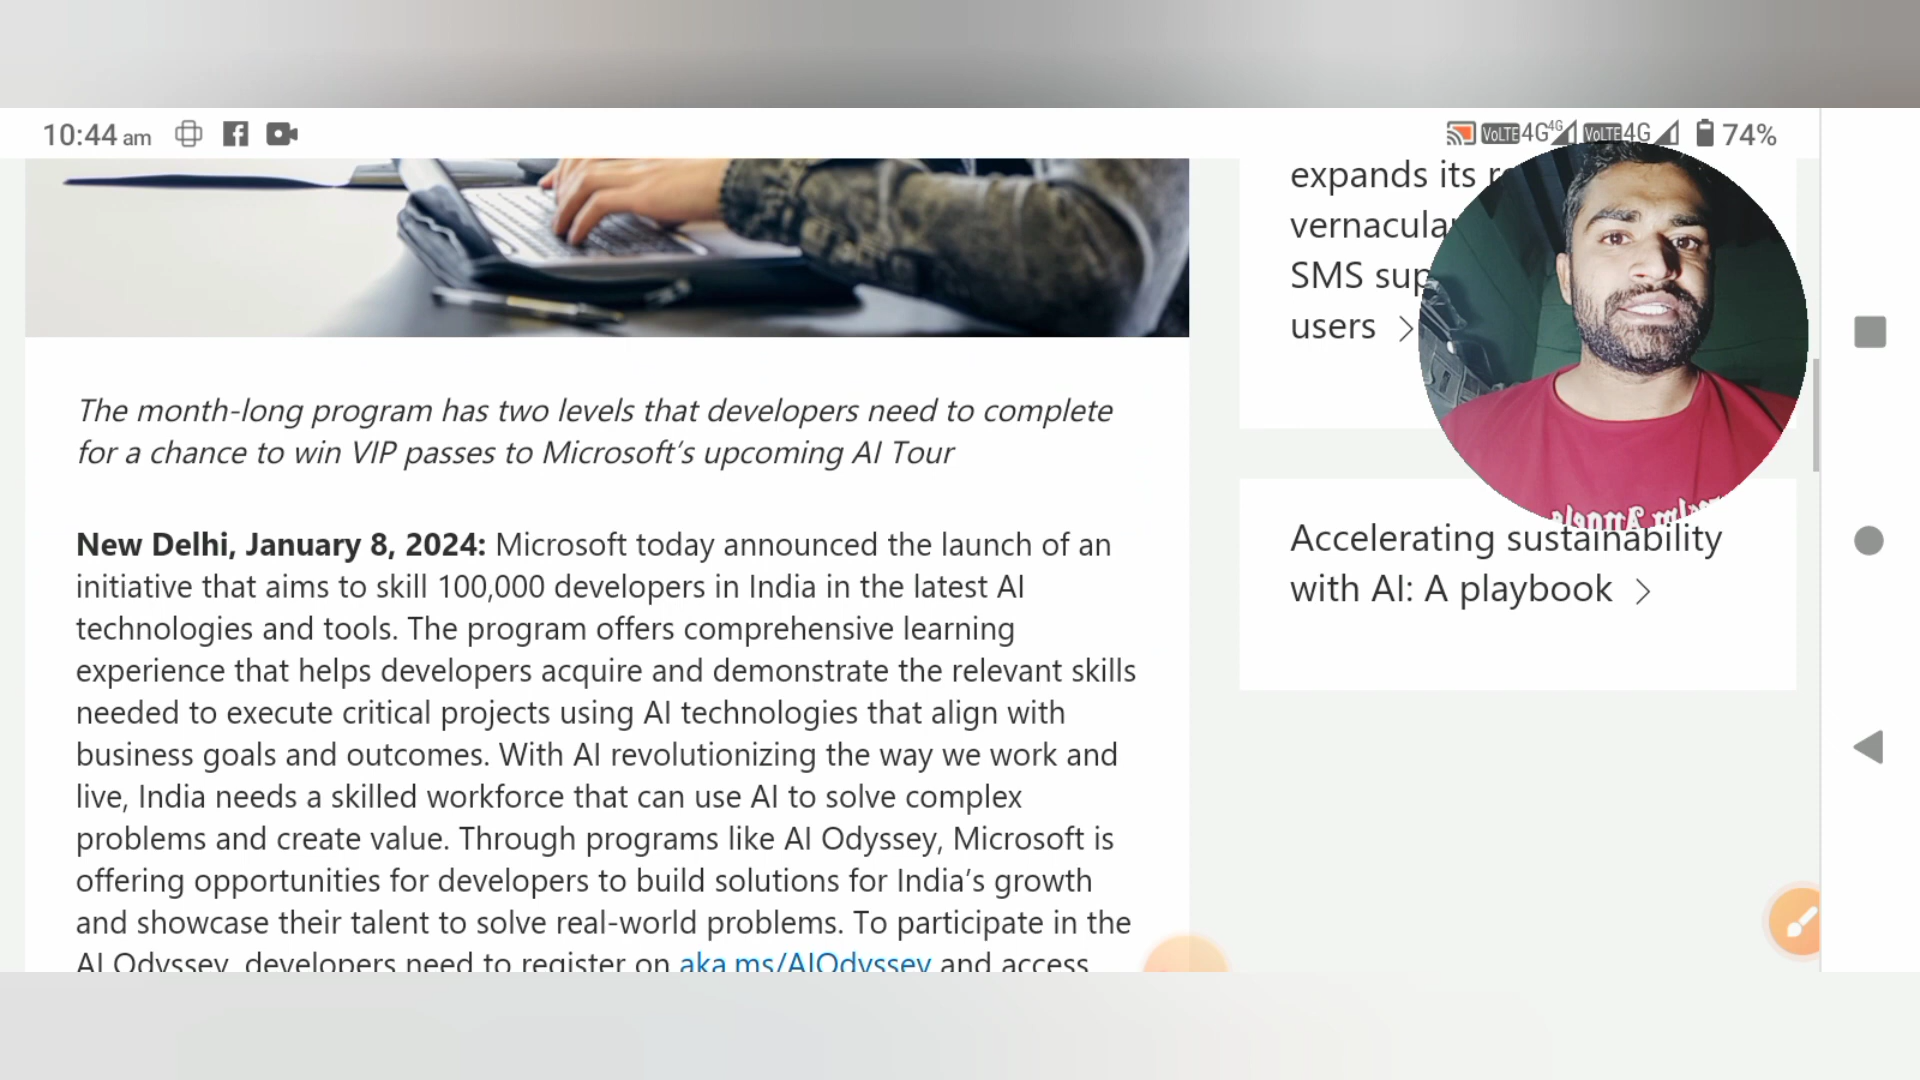 10:44 am
VoLTE 4G 4G VoLTE 4G 74%
expands its
vernacula
SMS sup
users >
The month-long program has two levels that developers need to complete
for a chance to win VIP passes to Microsoft's upcoming AI Tour
New Delhi, January 8, 2024: Microsoft today announced the launch of an
initiative that aims to skill 100,000 developers in India in the latest AI
technologies and tools. The program offers comprehensive learning
experience that helps developers acquire and demonstrate the relevant skills
needed to execute critical projects using AI technologies that align with
business goals and outcomes. With AI revolutionizing the way we work and
live, India needs a skilled workforce that can use AI to solve complex
problems and create value. Through programs like AI Odyssey, Microsoft is
offering opportunities for developers to build solutions for India's growth
and showcase their talent to solve real-world problems. To participate in the
AI Odyssey, developers need to register on aka.ms/AIOdyssey and access
Accelerating sustainability
with AI: A playbook >